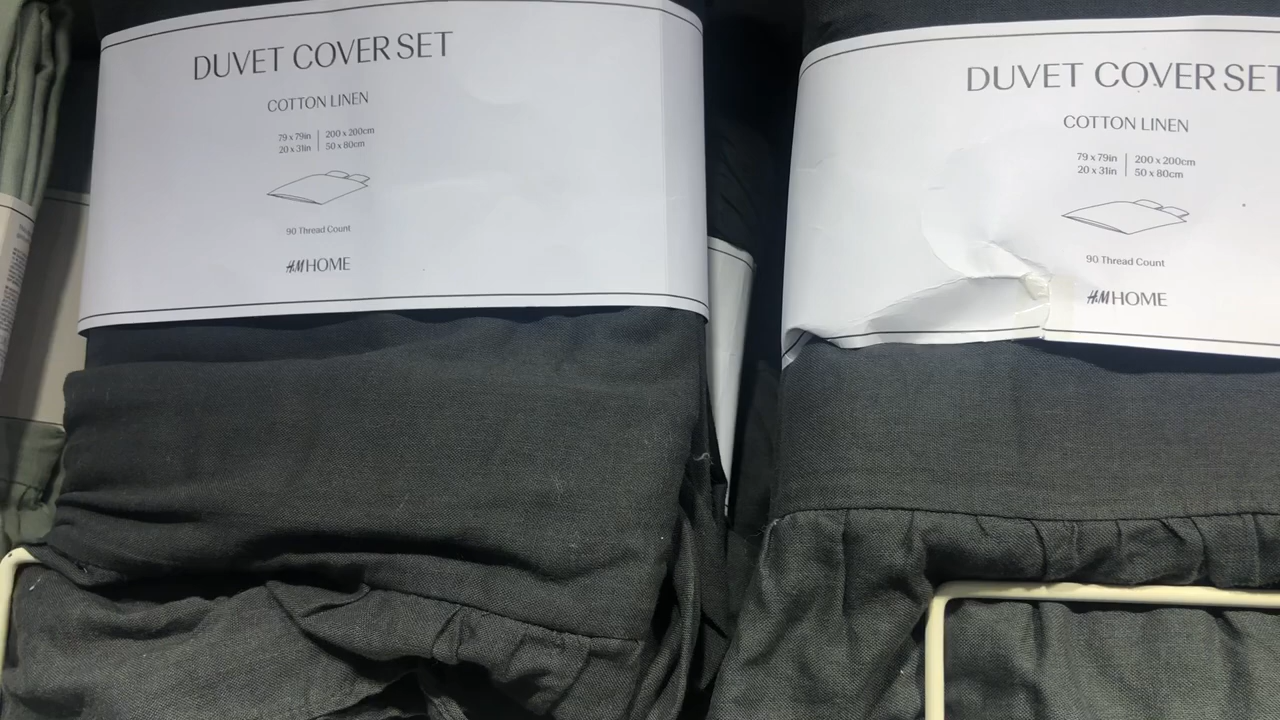 DUVET COVER SET
COTTON LINEN
79 x 79in | 200 x 200cm
20 x 31in | 50 x 80cm
90 Thread Count
H&M HOME
DUVET COVER SET
COTTON LINEN
79 x 79in | 200 x 200cm
20 x 31in | 50 x 80cm
90 Thread Count
H&M HOME